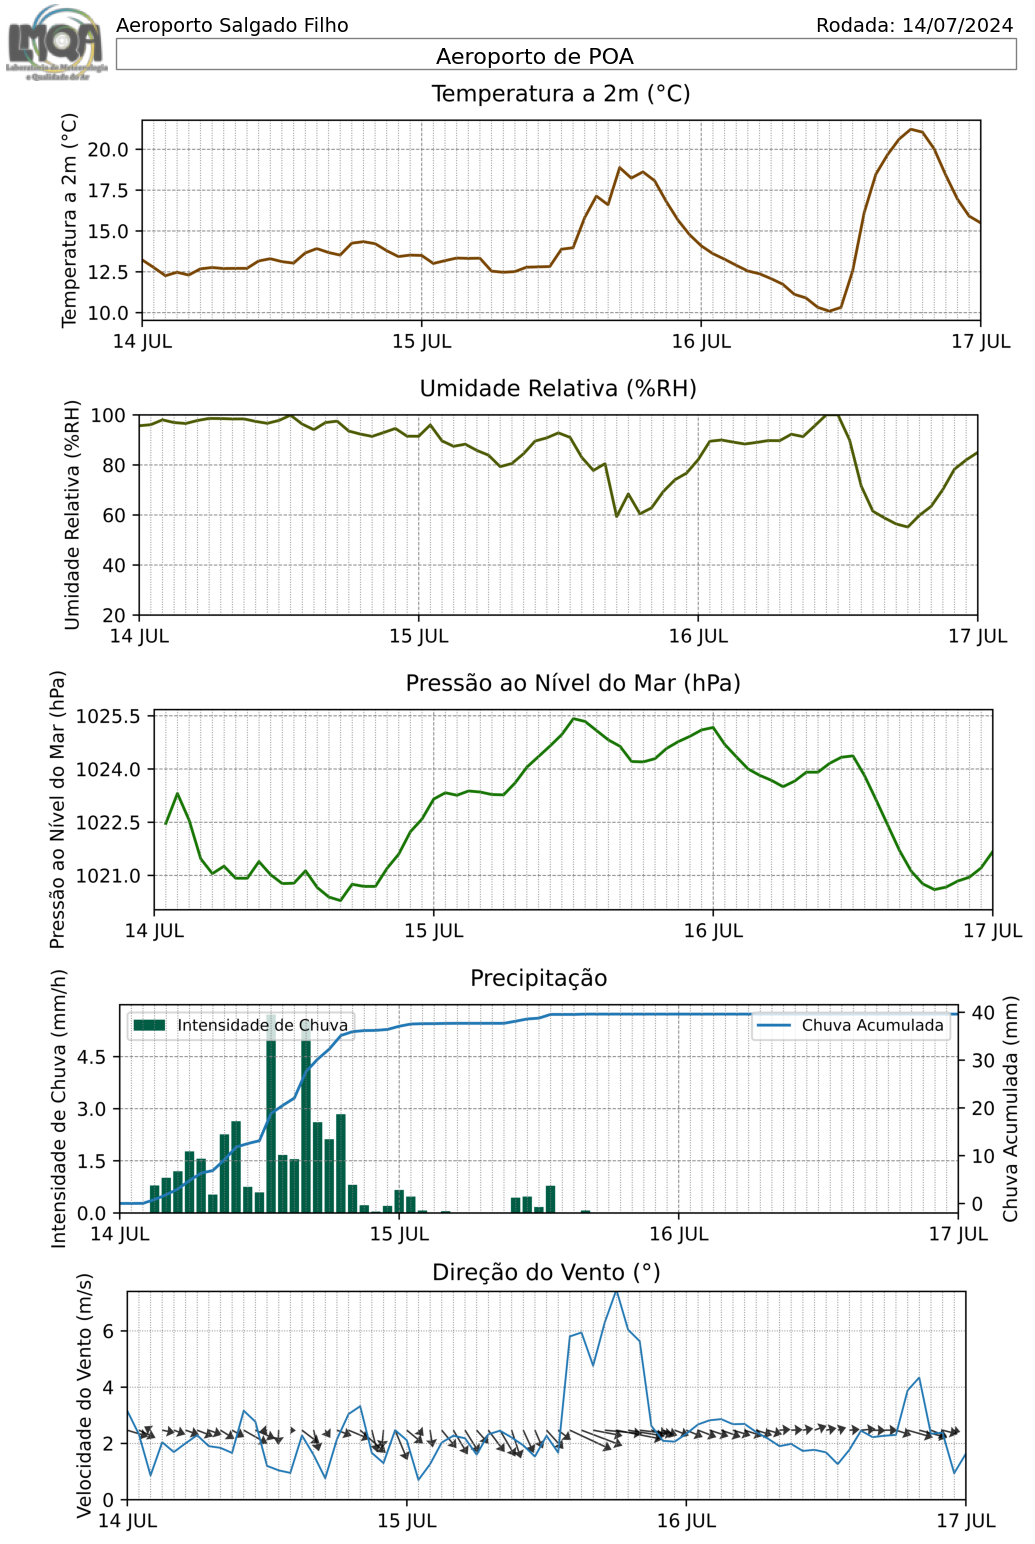 LMQA
Laboratório de Meteorologia
e Qualidade do Ar
Aeroporto Salgado Filho
Rodada: 14/07/2024
Aeroporto de POA
Temperatura a 2m (°C)
Temperatura a 2m (°C)
20.0
17.5
15.0
12.5
10.0
14 JUL 15 JUL 16 JUL 17 JUL
Umidade Relativa (%RH)
Umidade Relativa (%RH)
100
80
60
40
20
14 JUL 15 JUL 16 JUL 17 JUL
Pressão ao Nível do Mar (hPa)
Pressão ao Nível do Mar (hPa)
1025.5
1024.0
1022.5
1021.0
14 JUL 15 JUL 16 JUL 17 JUL
Precipitação
Intensidade de Chuva (mm/h)
Intensidade de Chuva
Chuva Acumulada
4.5
3.0
1.5
0.0
40
30
20
10
0
Chuva Acumulada (mm)
14 JUL 15 JUL 16 JUL 17 JUL
Direção do Vento (°)
Velocidade do Vento (m/s)
6
4
2
0
14 JUL 15 JUL 16 JUL 17 JUL